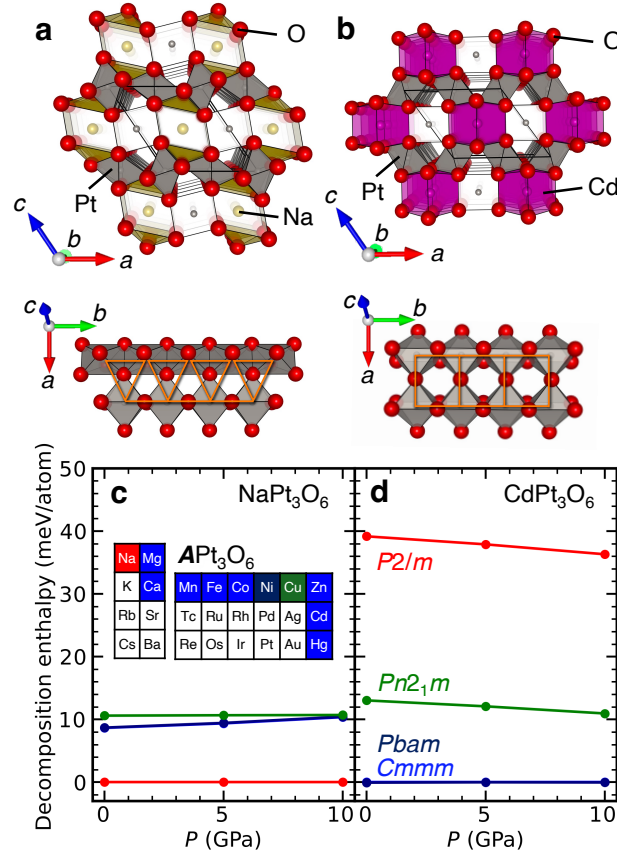 a
O
Pt
Na
c
b
a
b
O
Pt
Cd
c
b
a
c
b
a
c
b
a
Decomposition enthalpy (meV/atom)
50
40
30
20
10
0
c NaPt₃O₆
APt₃O₆
Na Mg
K Ca
Rb Sr
Cs Ba
Mn Fe Co Ni Cu Zn
Tc Ru Rh Pd Ag Cd
Re Os Ir Pt Au Hg
0 5 10
P (GPa)
d CdPt₃O₆
P2/m
Pn2₁m
Pbam
Cmmm
0 5 10
P (GPa)